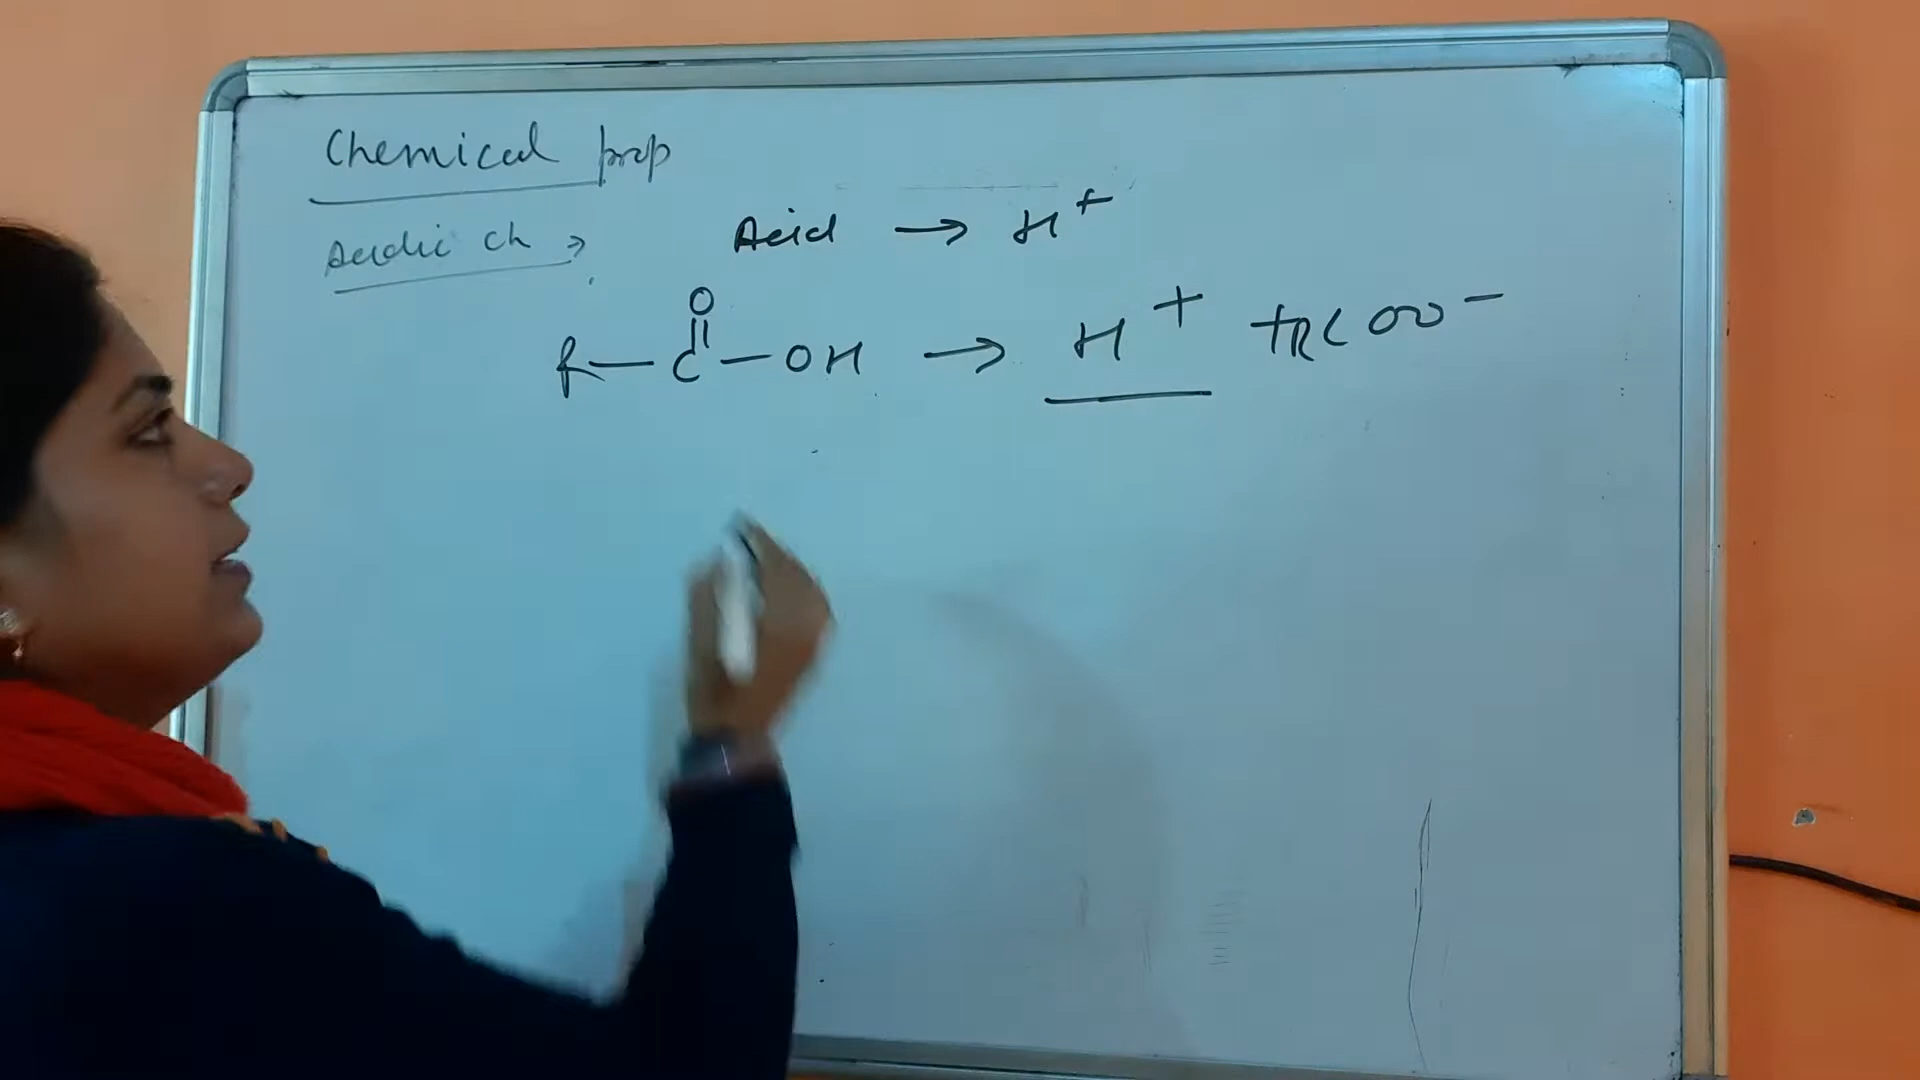 Chemical prop
Acidic ch →
Acid → H+
O
||
R—C—OH → H+ +RCOO-